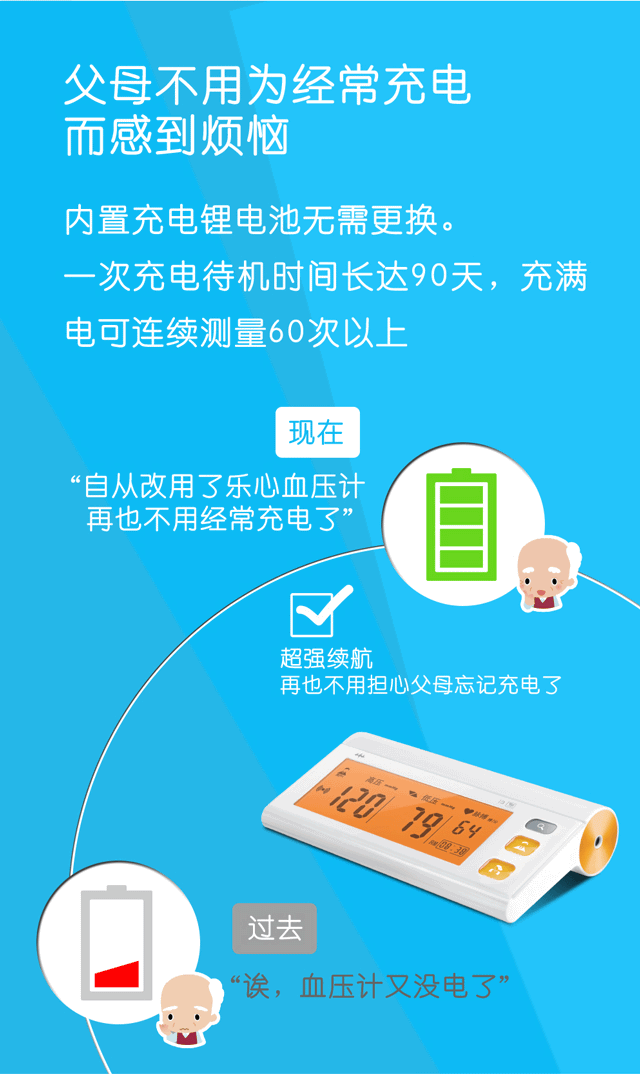 父母不用为经常充电
而感到烦恼
内置充电锂电池无需更换。
一次充电待机时间长达90天，充满
电可连续测量60次以上
现在
“自从改用了乐心血压计
再也不用经常充电了”
超强续航
再也不用担心父母忘记充电了
高压
低压
脉搏
120
79
64
08:30
过去
“诶，血压计又没电了”